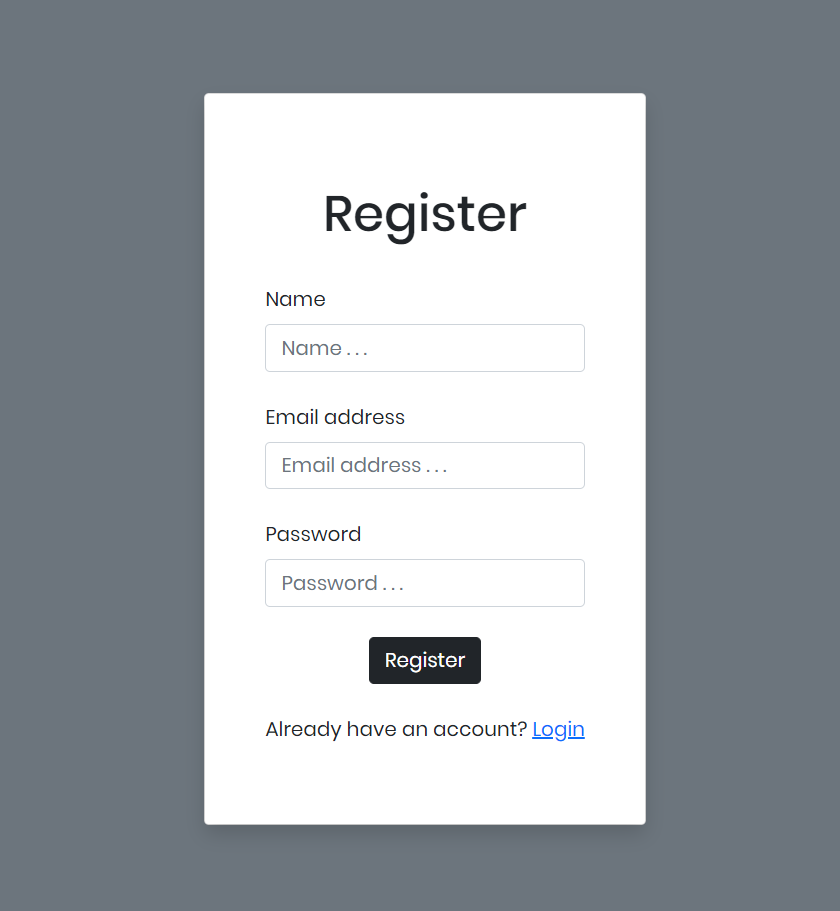 Register
Name
Name . . .
Email address
Email address . . .
Password
Password . . .
Register
Already have an account? Login